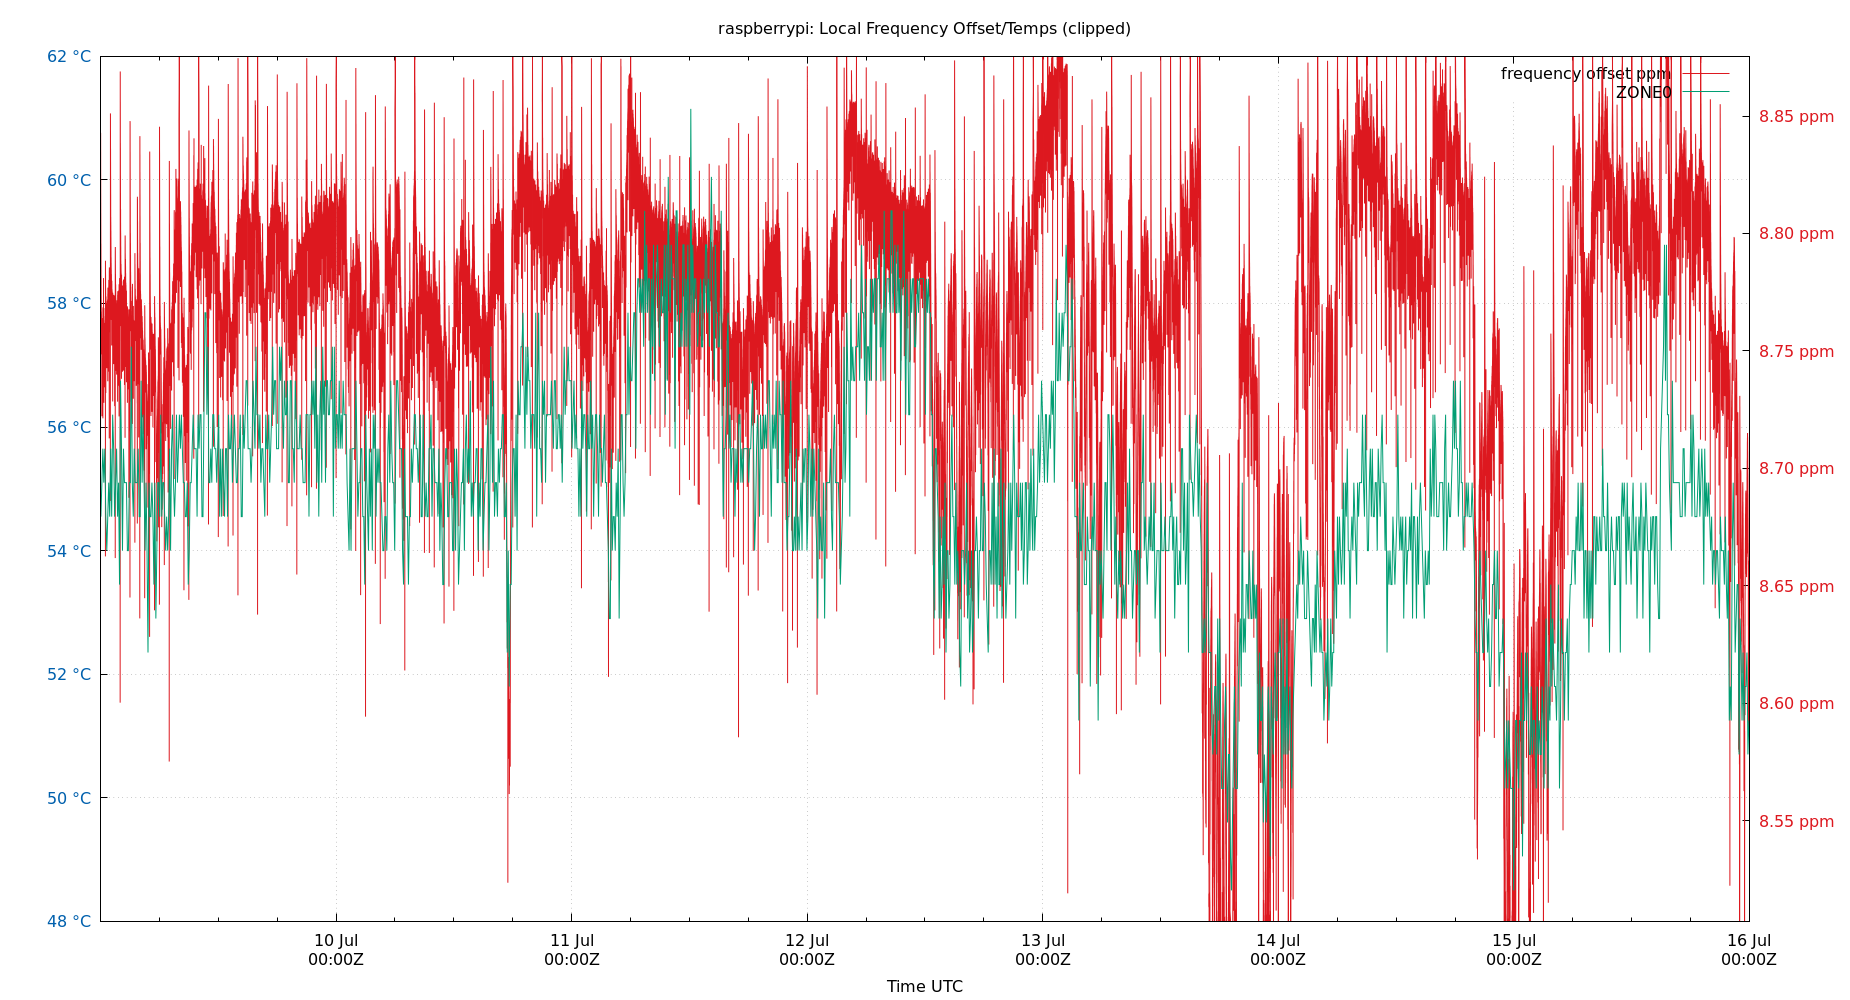 raspberrypi: Local Frequency Offset/Temps (clipped)
62 °C
60 °C
58 °C
56 °C
54 °C
52 °C
50 °C
48 °C
frequency offset ppm
ZONE0
8.85 ppm
8.80 ppm
8.75 ppm
8.70 ppm
8.65 ppm
8.60 ppm
8.55 ppm
10 Jul
00:00Z
11 Jul
00:00Z
12 Jul
00:00Z
13 Jul
00:00Z
14 Jul
00:00Z
15 Jul
00:00Z
16 Jul
00:00Z
Time UTC